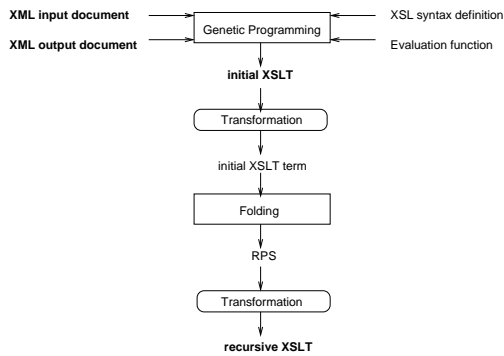 XML input document
XSL syntax definition
Genetic Programming
XML output document
Evaluation function
initial XSLT
Transformation
initial XSLT term
Folding
RPS
Transformation
recursive XSLT